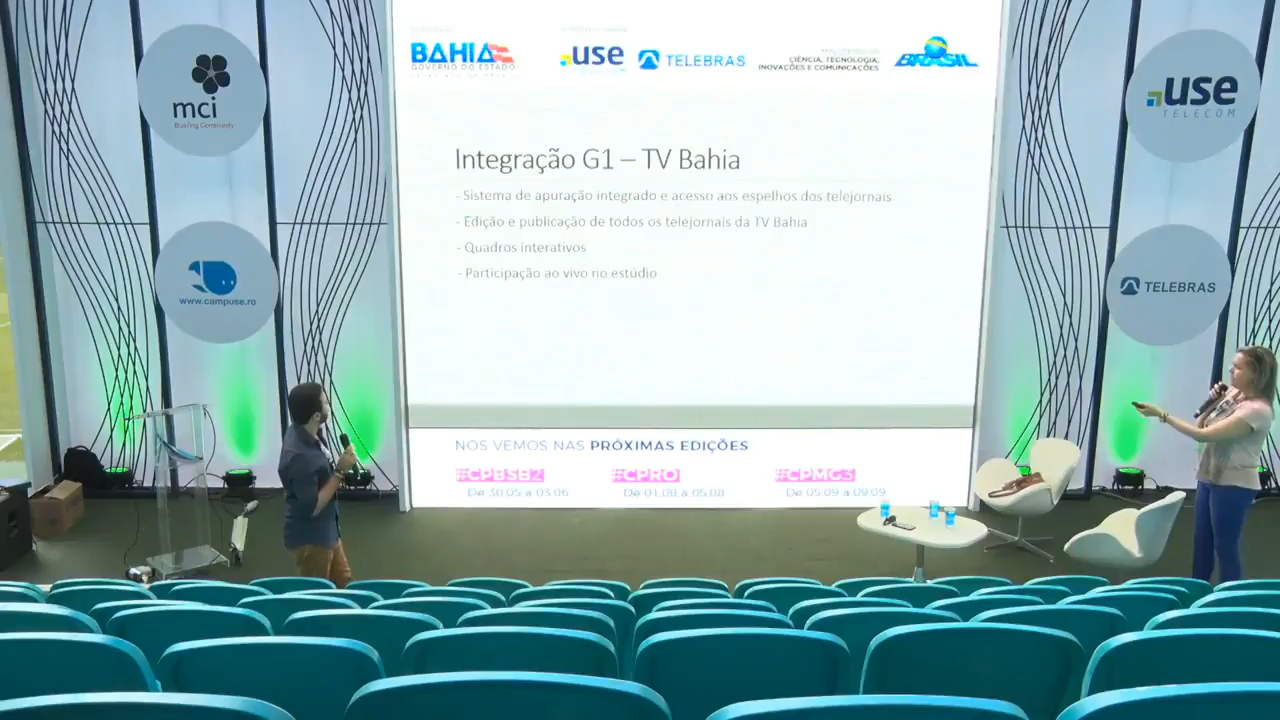 BAHIA
GOVERNO DO ESTADO
use
TELEBRAS
CIÊNCIA, TECNOLOGIA,
INOVAÇÕES E COMUNICAÇÕES
BRASIL
mci
Building Community
use
TELECOM
Integração G1 – TV Bahia
- Sistema de apuração integrado e acesso aos espelhos dos telejornais
- Edição e publicação de todos os telejornais da TV Bahia
- Quadros interativos
- Participação ao vivo no estúdio
www.campuse.ro
TELEBRAS
NOS VEMOS NAS PRÓXIMAS EDIÇÕES
#CPBSB2 #CPRO #CPMG3
De 30.05 a 03.06 De 01.08 a 05.08 De 05.09 a 09.09